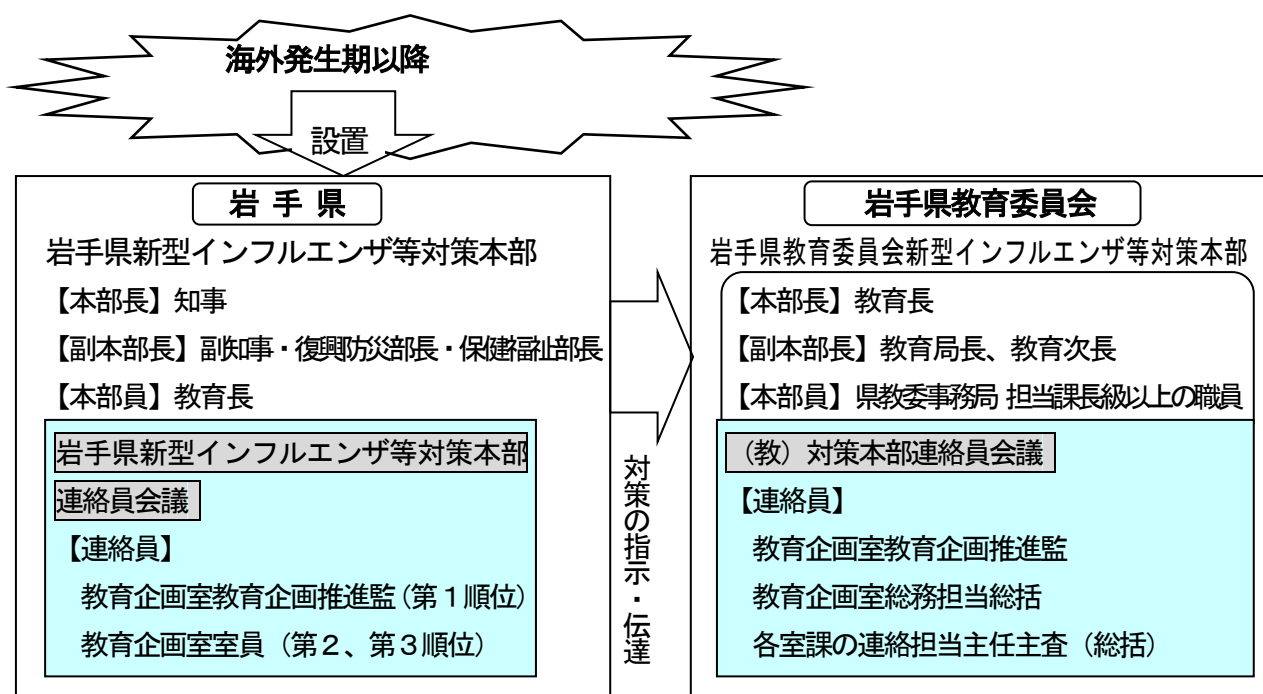 海外発生期以降
設置
岩手県
岩手県新型インフルエンザ等対策本部
【本部長】知事
【副本部長】副知事・復興防災部長・保健福祉部長
【本部員】教育長
岩手県新型インフルエンザ等対策本部
連絡員会議
【連絡員】
教育企画室教育企画推進監（第１順位）
教育企画室室員（第２、第３順位）
対策の指示・伝達
岩手県教育委員会
岩手県教育委員会新型インフルエンザ等対策本部
【本部長】教育長
【副本部長】教育局長、教育次長
【本部員】県教委事務局 担当課長級以上の職員
（教）対策本部連絡員会議
【連絡員】
教育企画室教育企画推進監
教育企画室総務担当総括
各室課の連絡担当主任主査（総括）